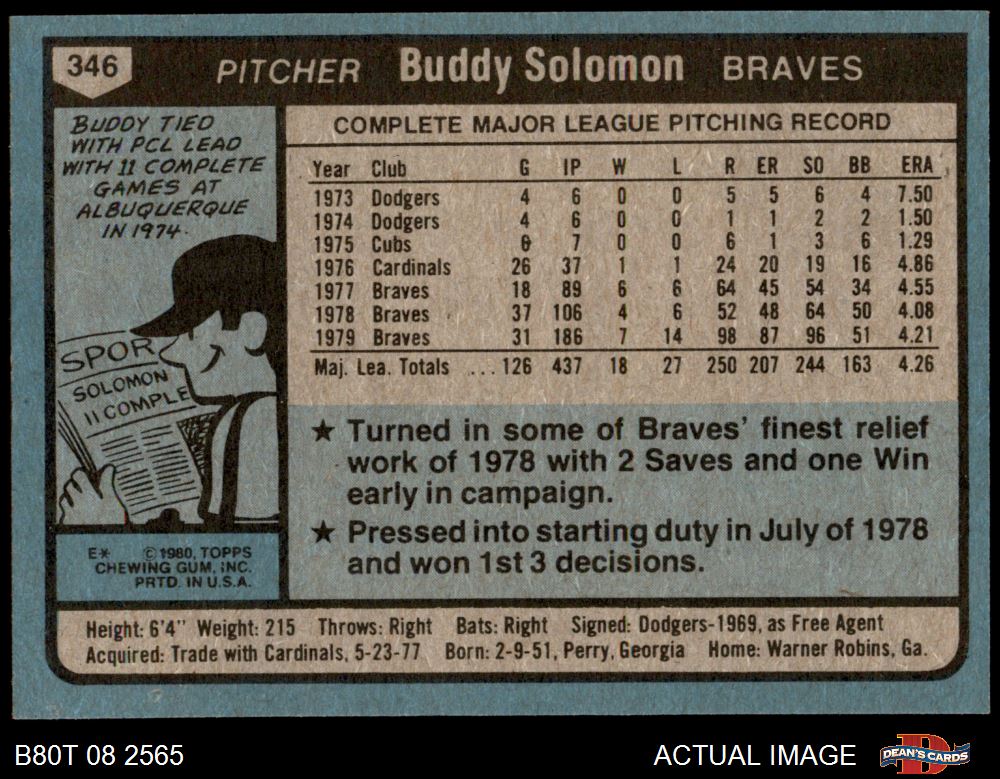 346 PITCHER Buddy Solomon BRAVES
BUDDY TIED
WITH PCL LEAD
WITH 11 COMPLETE
GAMES AT
ALBUQUERQUE
IN 1974.
SPOR
SOLOMON
11 COMPLE
E* © 1980, TOPPS
CHEWING GUM, INC.
PRTD. IN U.S.A.
COMPLETE MAJOR LEAGUE PITCHING RECORD
Year Club G IP W L R ER SO BB ERA
1973 Dodgers 4 6 0 0 5 5 6 4 7.50
1974 Dodgers 4 6 0 0 1 1 2 2 1.50
1975 Cubs 6 7 0 0 6 1 3 6 1.29
1976 Cardinals 26 37 1 1 24 20 19 16 4.86
1977 Braves 18 89 6 6 64 45 54 34 4.55
1978 Braves 37 106 4 6 52 48 64 50 4.08
1979 Braves 31 186 7 14 98 87 96 51 4.21
Maj. Lea. Totals ... 126 437 18 27 250 207 244 163 4.26
★ Turned in some of Braves' finest relief
work of 1978 with 2 Saves and one Win
early in campaign.
★ Pressed into starting duty in July of 1978
and won 1st 3 decisions.
Height: 6'4" Weight: 215 Throws: Right Bats: Right Signed: Dodgers-1969, as Free Agent
Acquired: Trade with Cardinals, 5-23-77 Born: 2-9-51, Perry, Georgia Home: Warner Robins, Ga.
B80T 08 2565 ACTUAL IMAGE DEAN'S CARDS